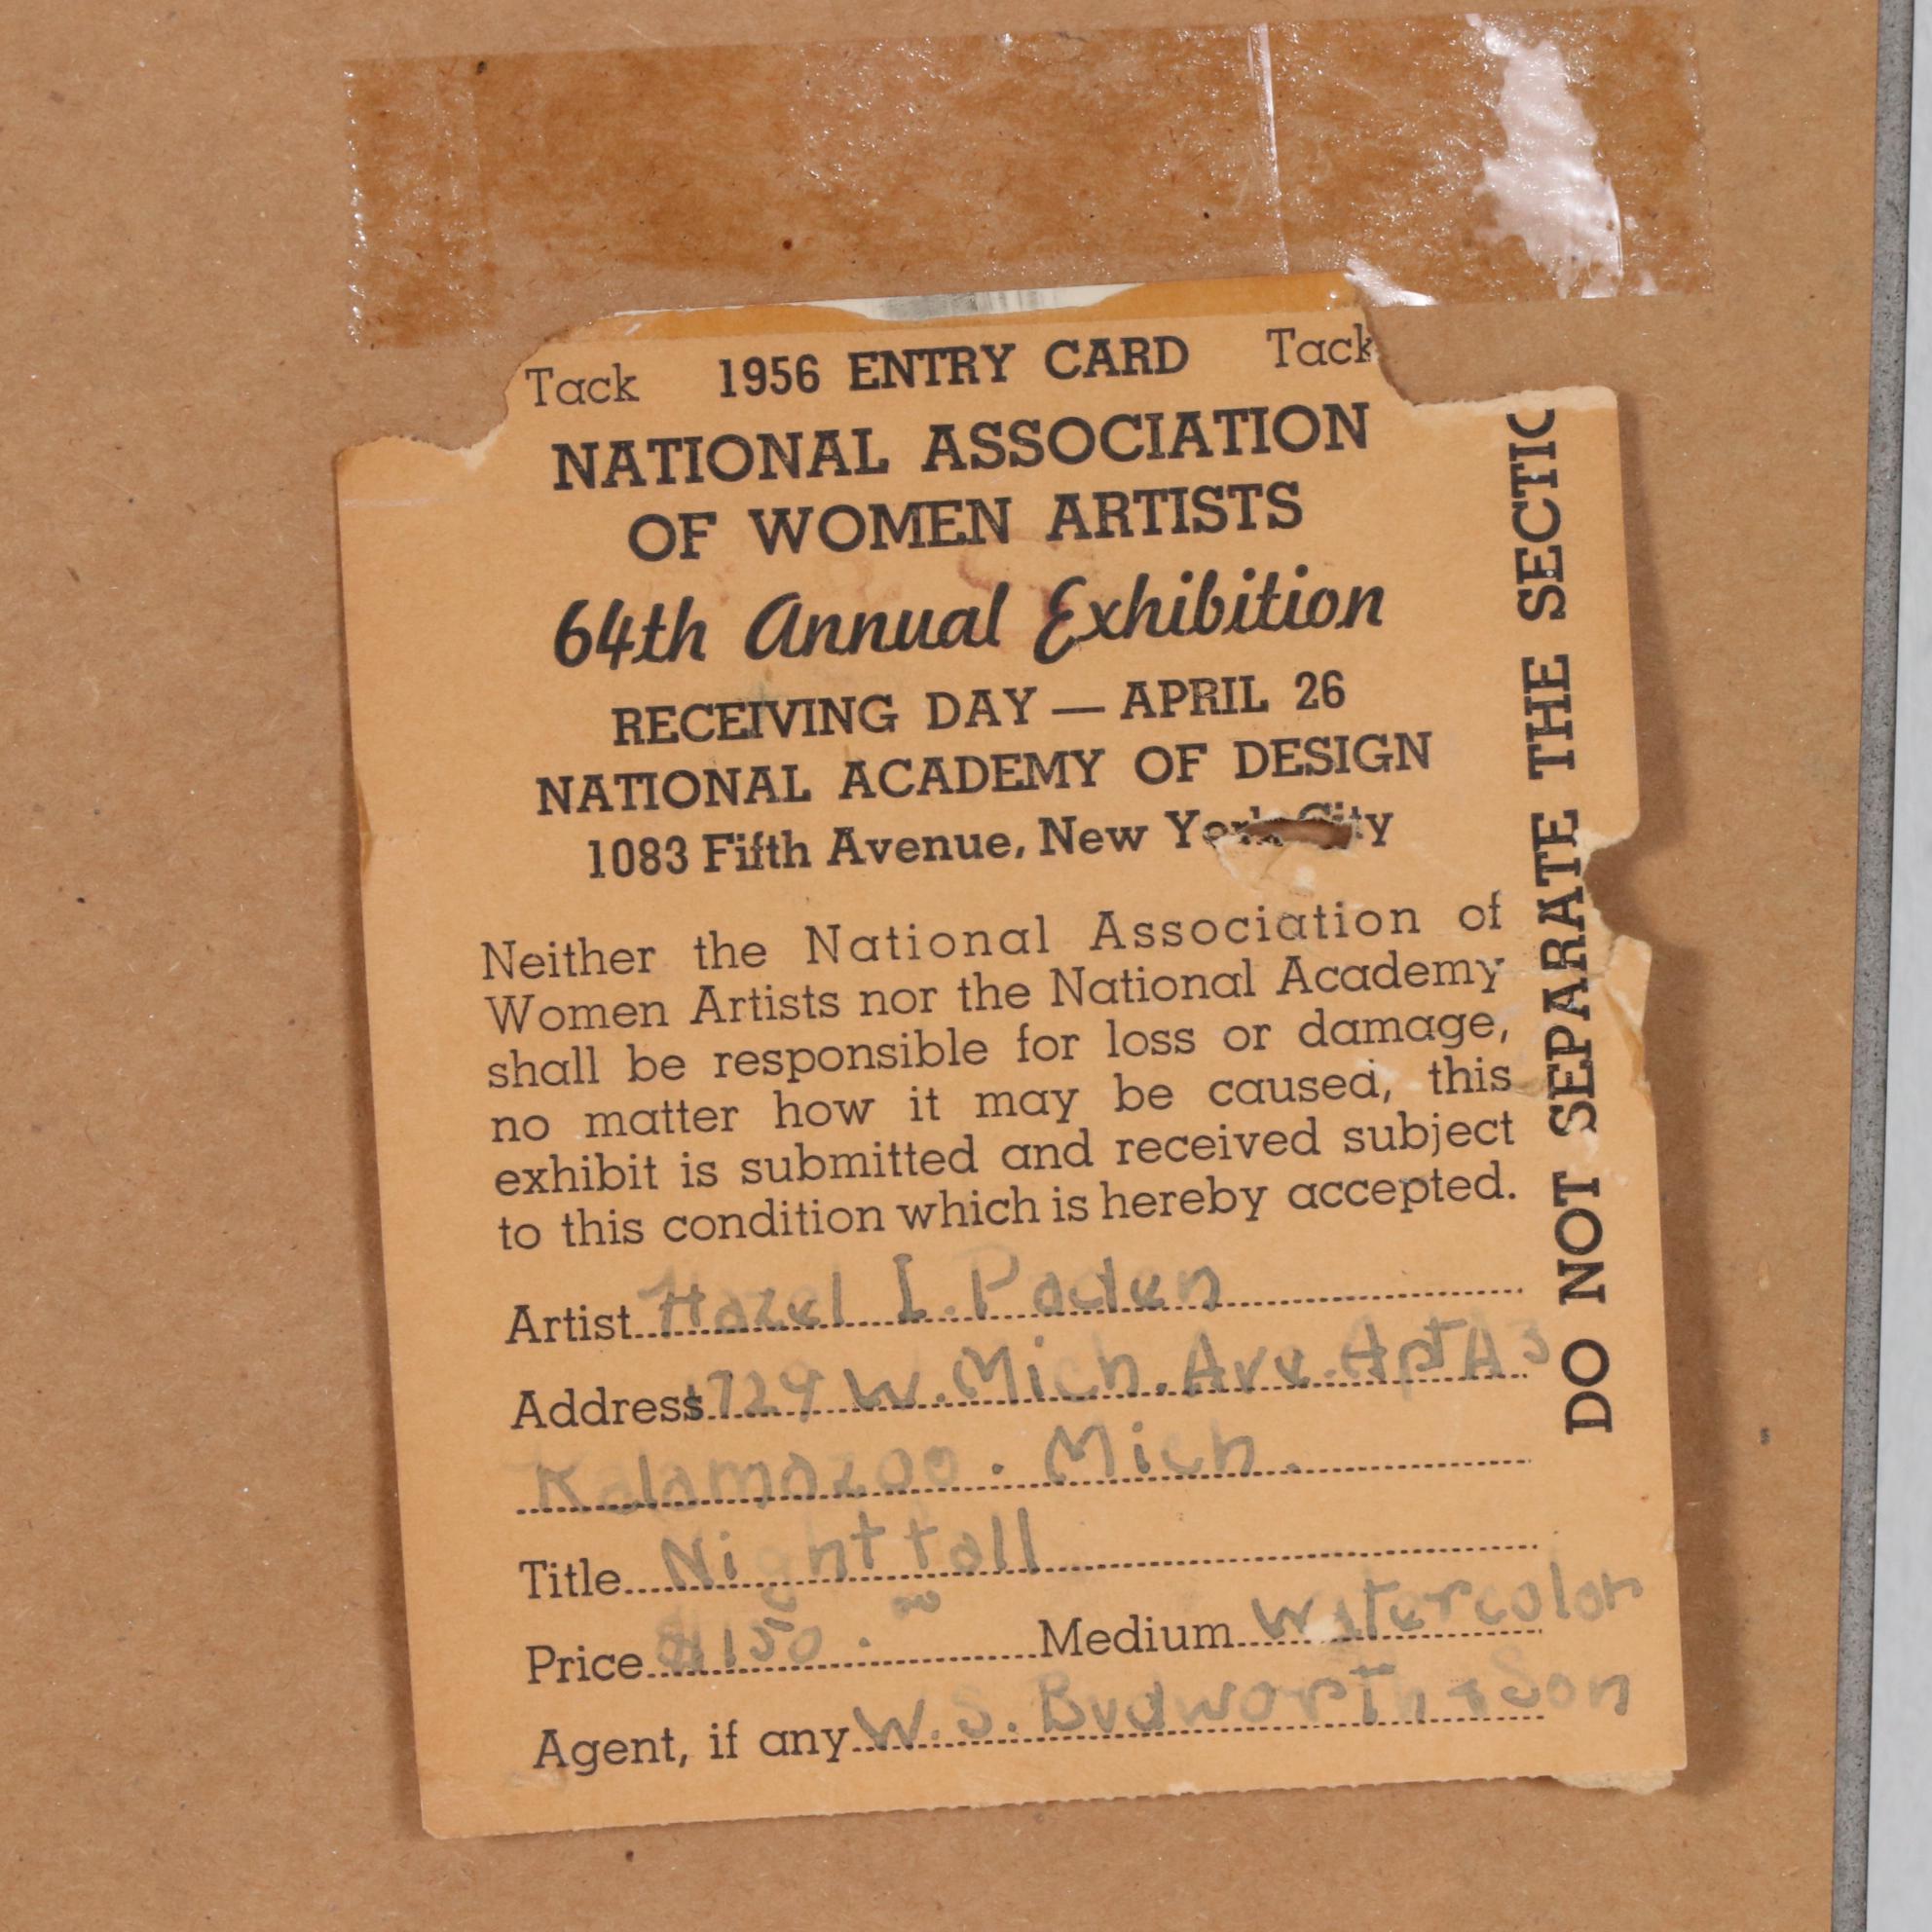 Tack 1956 ENTRY CARD Tack
NATIONAL ASSOCIATION
OF WOMEN ARTISTS
64th Annual Exhibition
RECEIVING DAY — APRIL 26
NATIONAL ACADEMY OF DESIGN
1083 Fifth Avenue, New York City
Neither the National Association of
Women Artists nor the National Academy
shall be responsible for loss or damage,
no matter how it may be caused, this
exhibit is submitted and received subject
to this condition which is hereby accepted.
Artist Hazel I. Paden
Address 1729 W. Mich. Ave. Apt A3
Kalamazoo. Mich.
Title Nightfall
Price $150.00 Medium Watercolor
Agent, if any W. S. Budworth & Son
DO NOT SEPARATE THE SECTIO